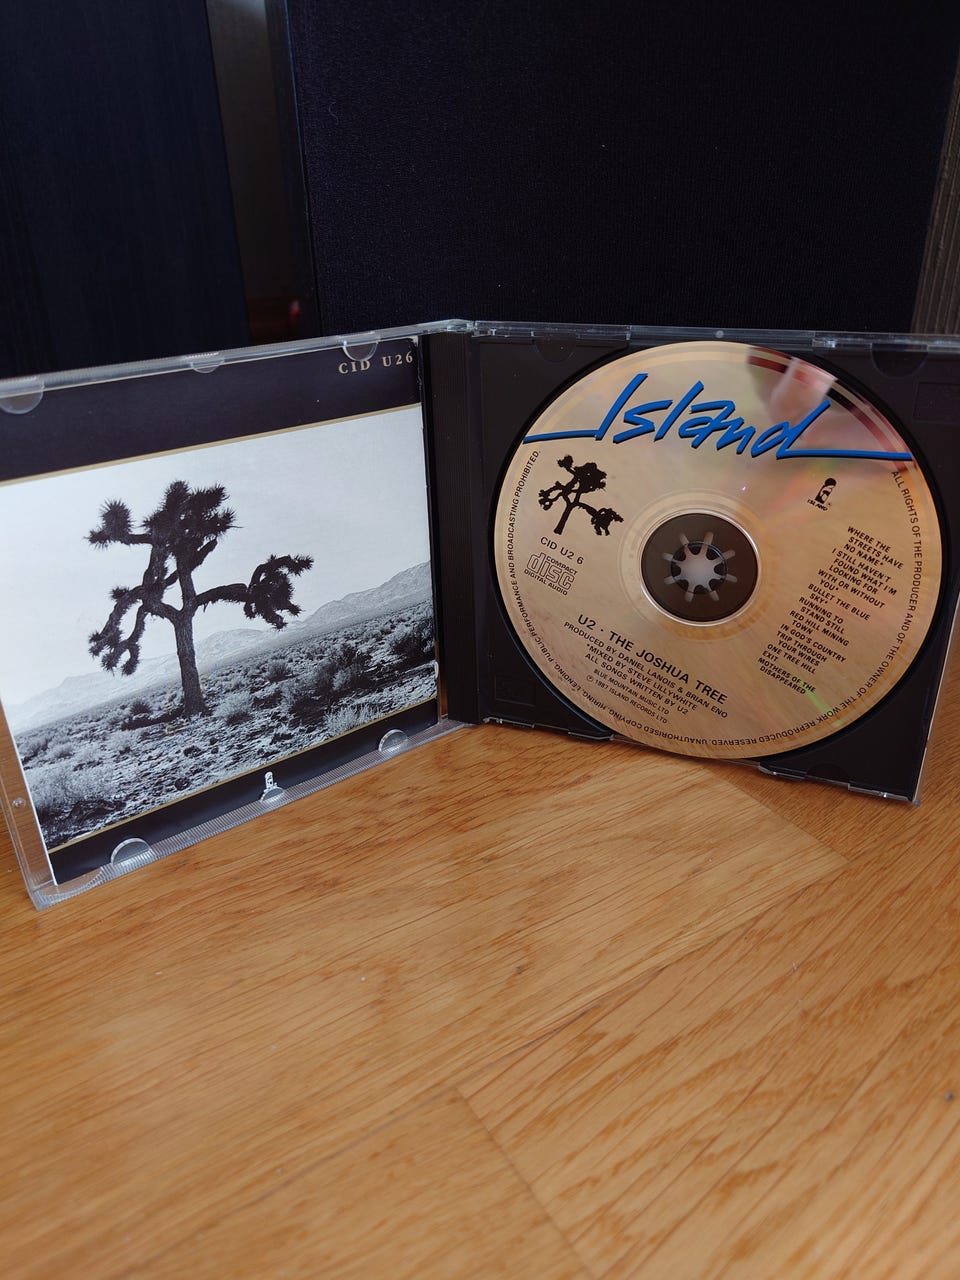 CID U26
Island
ISLAND
CID U2 6
COMPACT
disc
DIGITAL AUDIO
U2 · THE JOSHUA TREE
PRODUCED BY DANIEL LANOIS & BRIAN ENO
*MIXED BY STEVE LILLYWHITE
ALL SONGS WRITTEN BY U2
BLUE MOUNTAIN MUSIC LTD
℗ 1987 ISLAND RECORDS LTD
WHERE THE
STREETS HAVE
NO NAME*
I STILL HAVEN'T
FOUND WHAT I'M
LOOKING FOR
WITH OR WITHOUT
YOU*
BULLET THE BLUE
SKY*
RUNNING TO
STAND STILL
RED HILL MINING
TOWN
IN GOD'S COUNTRY
TRIP THROUGH
YOUR WIRES
ONE TREE HILL
EXIT
MOTHERS OF THE
DISAPPEARED
ALL RIGHTS OF THE PRODUCER AND OF THE OWNER OF THE WORK REPRODUCED RESERVED. UNAUTHORISED COPYING, HIRING, LENDING, PUBLIC PERFORMANCE AND BROADCASTING PROHIBITED.